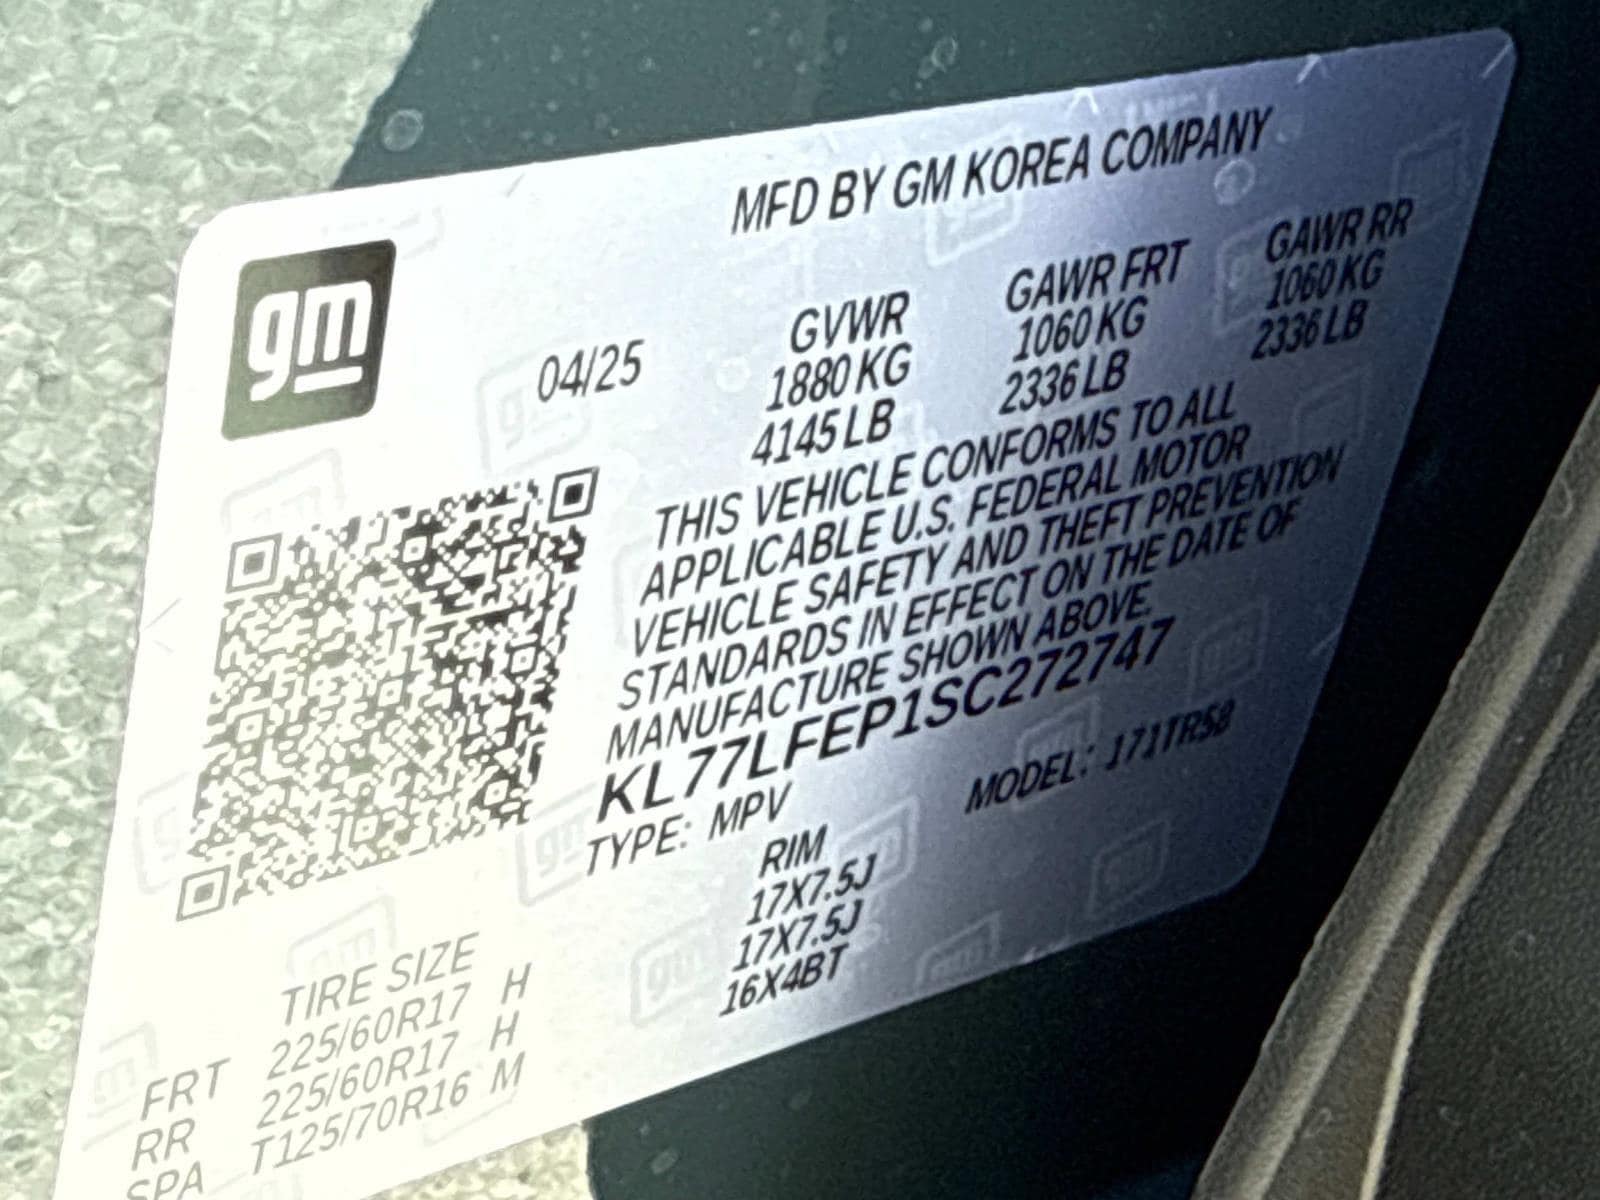 MFD BY GM KOREA COMPANY
gm
04/25
GVWR GAWR FRT GAWR RR
1880 KG 1060 KG 1060 KG
4145 LB 2336 LB 2336 LB
THIS VEHICLE CONFORMS TO ALL
APPLICABLE U.S. FEDERAL MOTOR
VEHICLE SAFETY AND THEFT PREVENTION
STANDARDS IN EFFECT ON THE DATE OF
MANUFACTURE SHOWN ABOVE.
KL77LFEP1SC272747
TYPE: MPV MODEL: 171TR58
TIRE SIZE RIM
FRT 225/60R17 H 17X7.5J
RR 225/60R17 H 17X7.5J
SPA T125/70R16 M 16X4BT